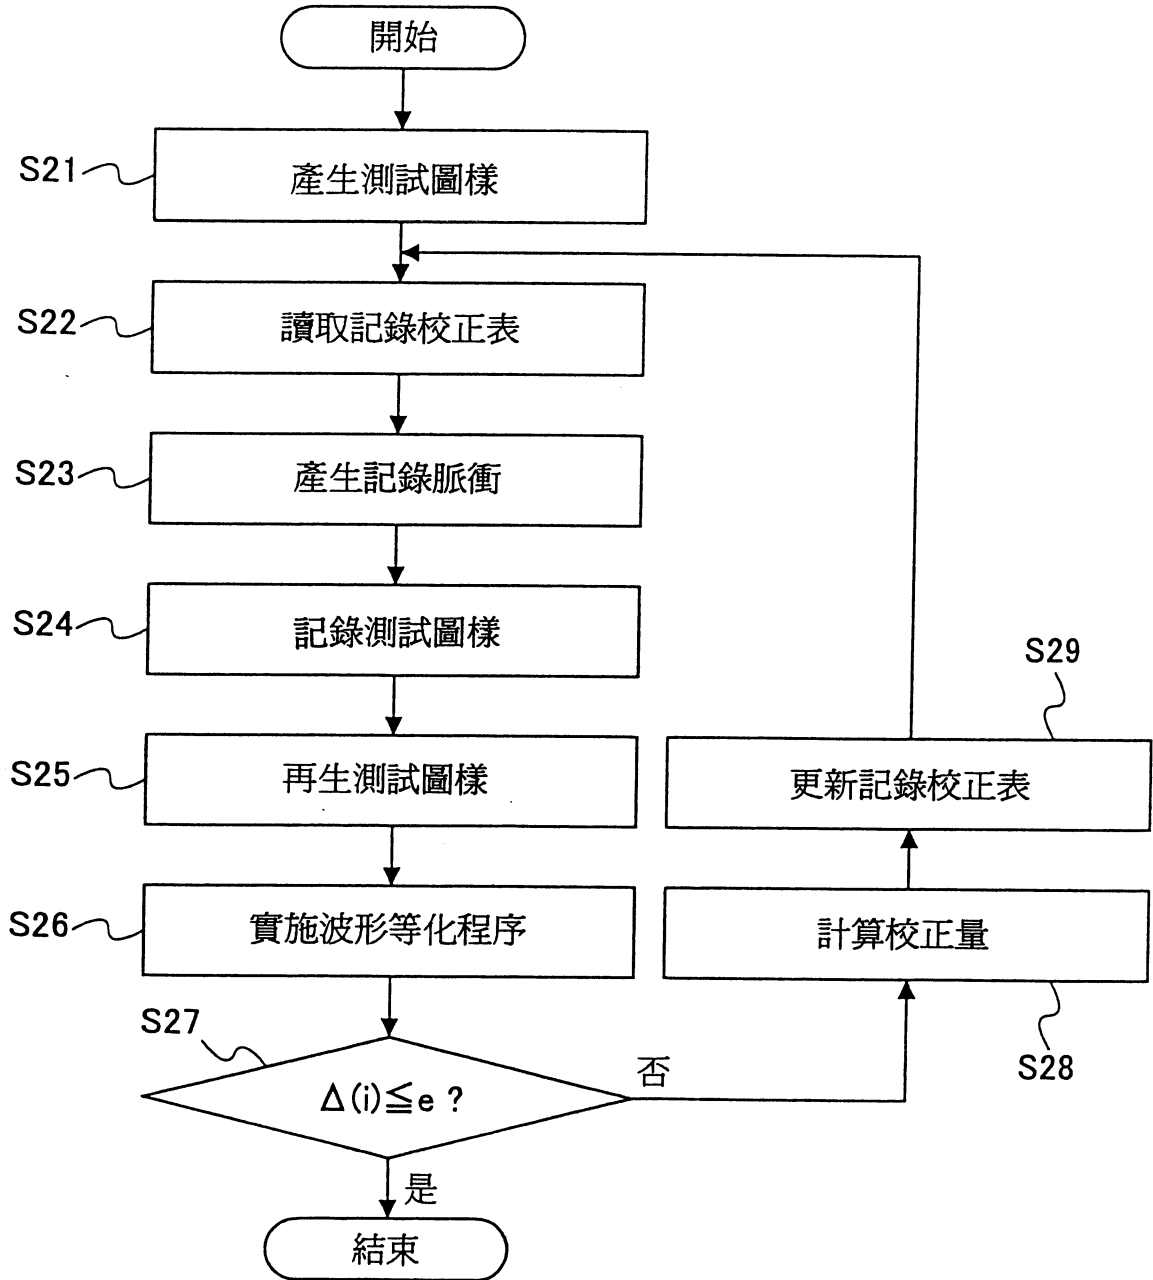 開始
S21
產生測試圖樣
S22
讀取記錄校正表
S23
產生記錄脈衝
S24
記錄測試圖樣
S25
再生測試圖樣
S26
實施波形等化程序
S27
Δ(i)≦e ?
否
是
結束
S29
更新記錄校正表
計算校正量
S28